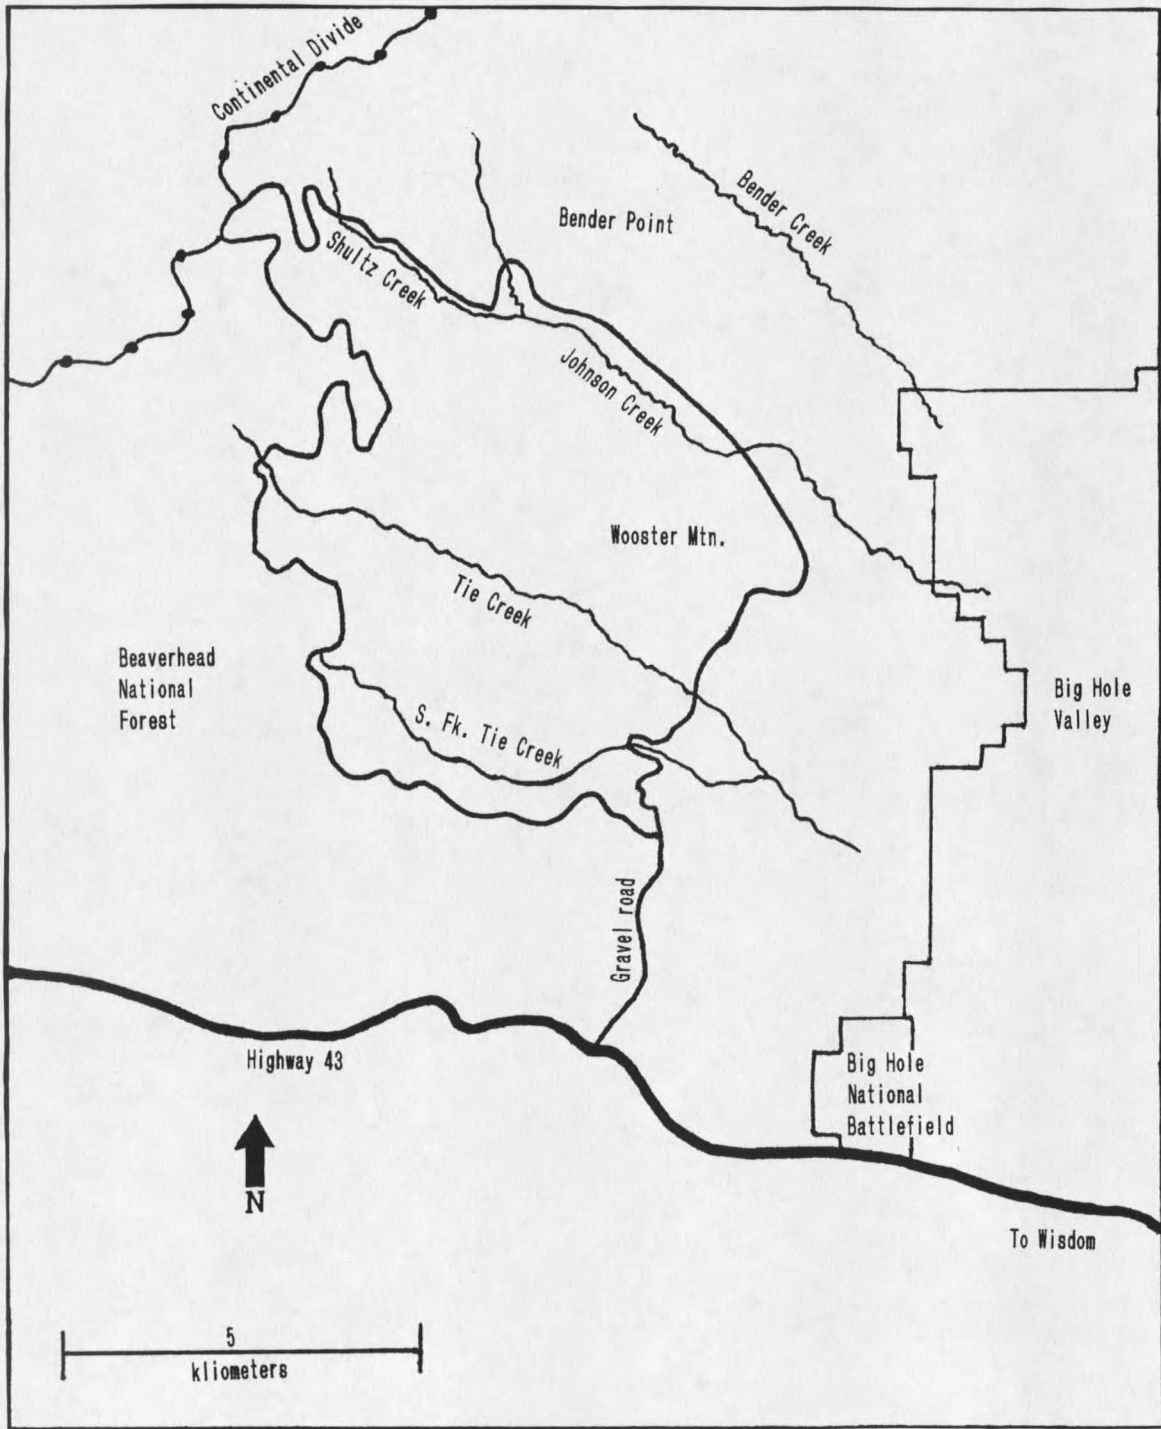 Continental Divide
Bender Creek
Bender Point
Shultz Creek
Johnson Creek
Wooster Mtn.
Tie Creek
Beaverhead
National
Forest
Big Hole
Valley
S. Fk. Tie Creek
Gravel road
Highway 43
Big Hole
National
Battlefield
N
To Wisdom
5
kliometers